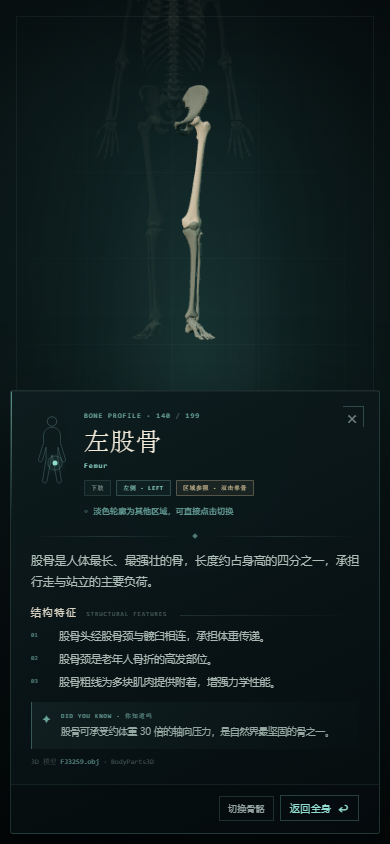 BONE PROFILE · 140 / 199
左股骨
Femur
下肢
左侧 · LEFT
区域参照 · 双击单骨
淡色轮廓为其他区域，可直接点击切换
股骨是人体最长、最强壮的骨，长度约占身高的四分之一，承担
行走与站立的主要负荷。
结构特征 STRUCTURAL FEATURES
01 股骨头经股骨颈与髋臼相连，承担体重传递。
02 股骨颈是老年人骨折的高发部位。
03 股骨粗线为多块肌肉提供附着，增强力学性能。
DID YOU KNOW · 你知道吗
股骨可承受约体重 30 倍的轴向压力，是自然界最坚固的骨之一。
3D 模型 FJ3259.obj · BodyParts3D
切换骨骼
返回全身